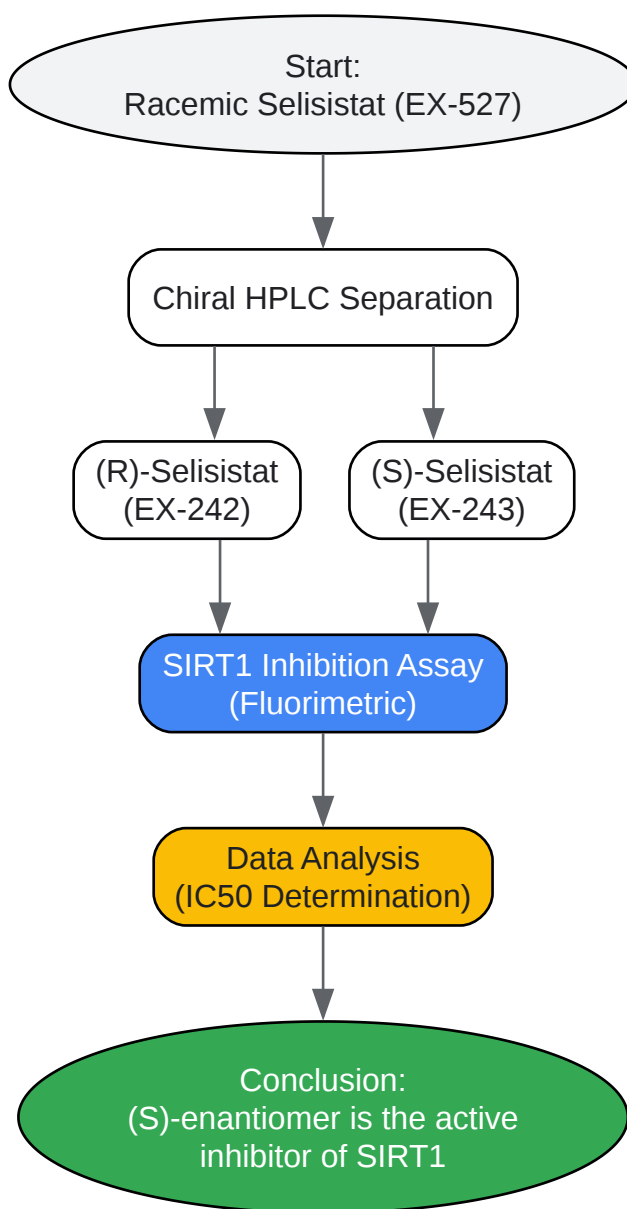 Start:
Racemic Selisistat (EX-527)
Chiral HPLC Separation
(R)-Selisistat
(EX-242)
(S)-Selisistat
(EX-243)
SIRT1 Inhibition Assay
(Fluorimetric)
Data Analysis
(IC50 Determination)
Conclusion:
(S)-enantiomer is the active
inhibitor of SIRT1